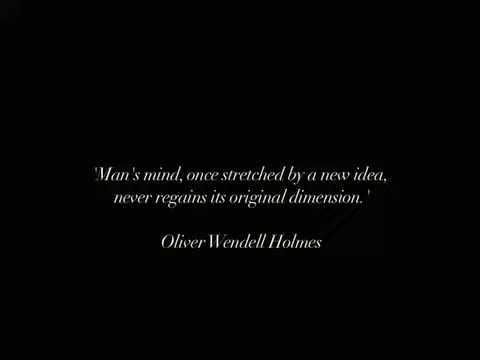 'Man's mind, once stretched by a new idea,
never regains its original dimension.'
Oliver Wendell Holmes